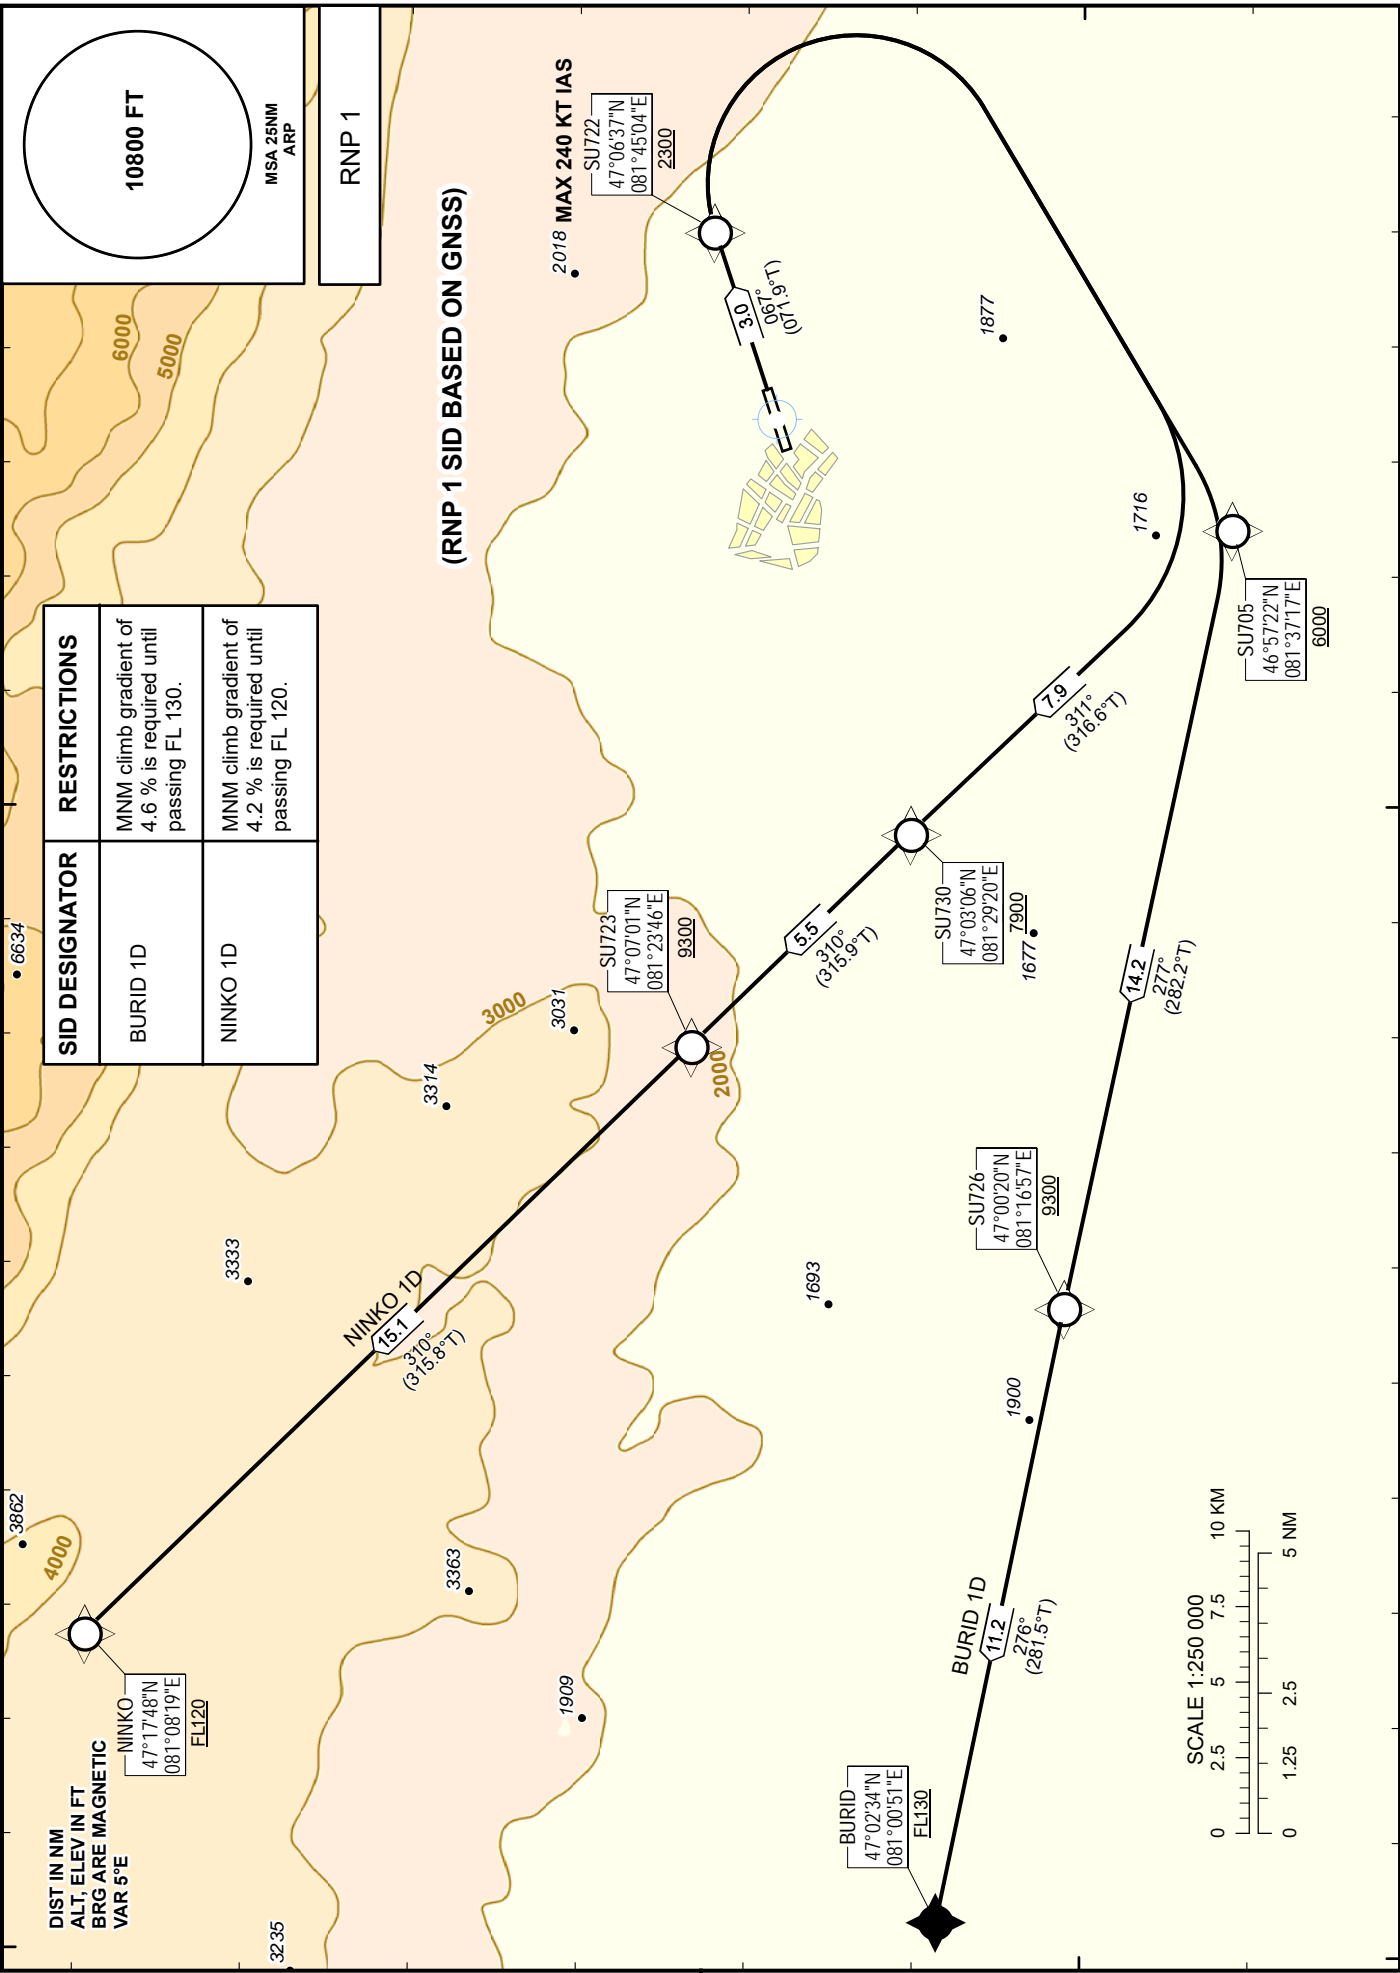 DIST IN NM
ALT, ELEV IN FT
BRG ARE MAGNETIC
VAR 5°E
3862
4000
6634
SID DESIGNATOR
RESTRICTIONS
BURID 1D
MNM climb gradient of
4.6 % is required until
passing FL 130.
NINKO 1D
MNM climb gradient of
4.2 % is required until
passing FL 120.
6000
5000
10800 FT
MSA 25NM
ARP
RNP 1
NINKO
47°17'48"N
081°08'19"E
FL120
3235
3333
NINKO 1D
15.1
310°
(315.8°T)
3314
3000
3031
3363
1909
(RNP 1 SID BASED ON GNSS)
2018
MAX 240 KT IAS
SU722
47°06'37"N
081°45'04"E
2300
SU723
47°07'01"N
081°23'46"E
9300
2000
3.0
067°
(071.9°T)
5.5
310°
(315.9°T)
1693
BURID
47°02'34"N
081°00'51"E
FL130
SU730
47°03'06"N
081°29'20"E
7900
1677
1877
7.9
311°
(316.6°T)
SU726
47°00'20"N
081°16'57"E
9300
1900
BURID 1D
11.2
276°
(281.5°T)
14.2
277°
(282.2°T)
1716
SU705
46°57'22"N
081°37'17"E
6000
SCALE 1:250 000
0 2.5 5 7.5 10 KM
0 1.25 2.5 5 NM